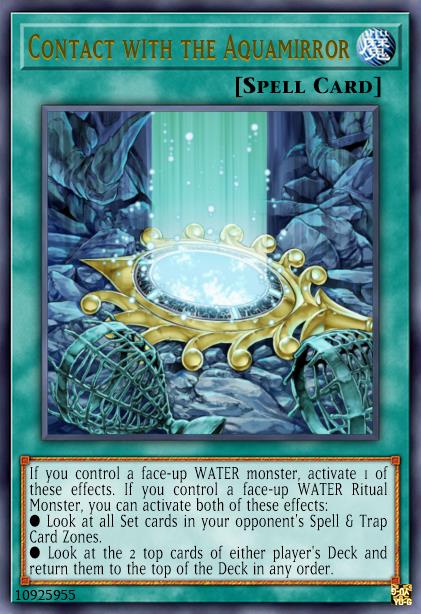 Contact with the Aquamirror
魔
[Spell Card]
If you control a face-up WATER monster, activate 1 of
these effects. If you control a face-up WATER Ritual
Monster, you can activate both of these effects:
● Look at all Set cards in your opponent's Spell & Trap
Card Zones.
● Look at the 2 top cards of either player's Deck and
return them to the top of the Deck in any order.
10925955